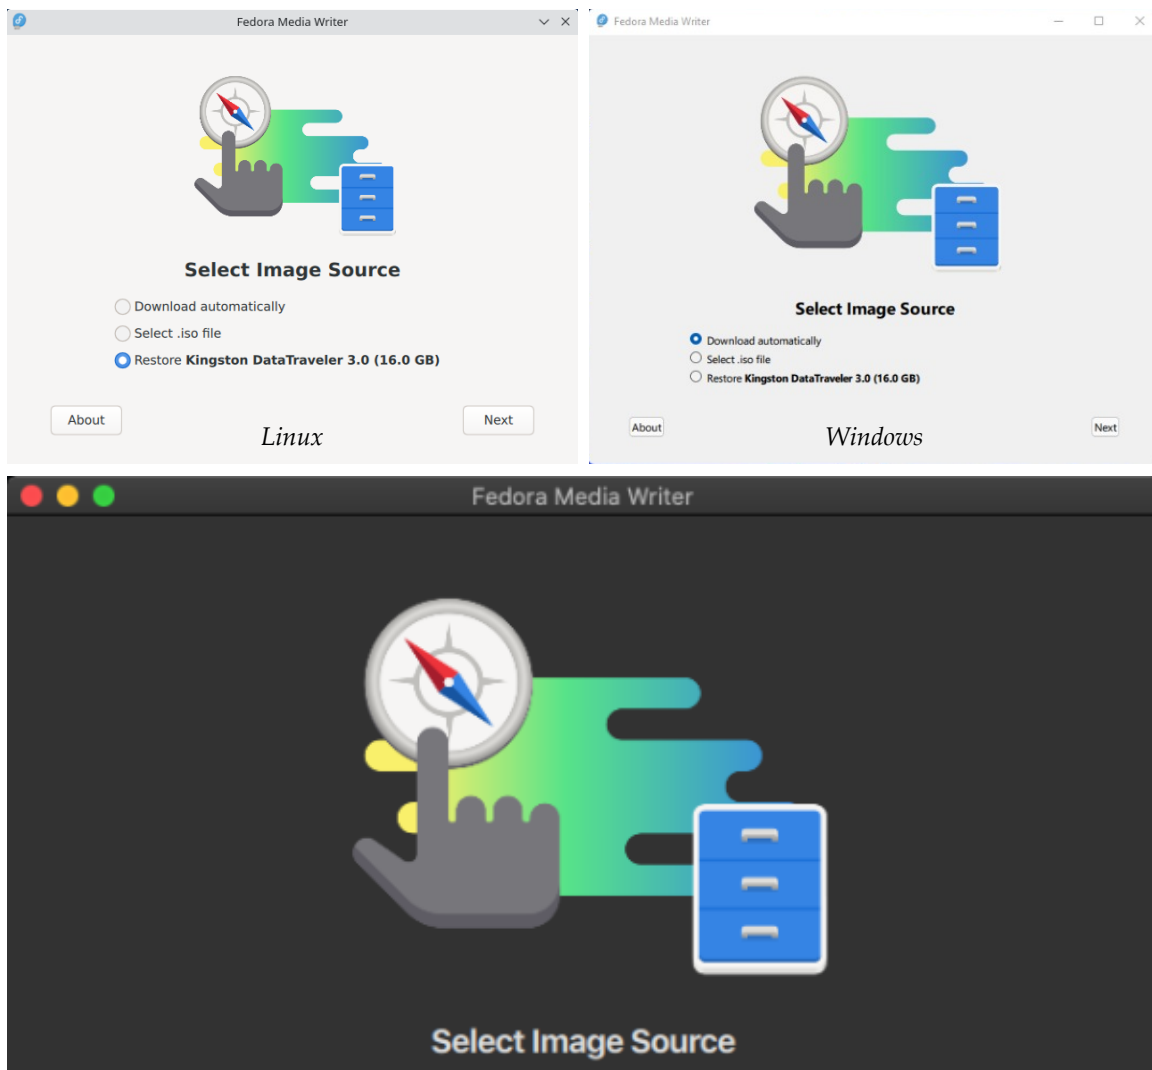 Fedora Media Writer
Select Image Source
Download automatically
Select .iso file
Restore Kingston DataTraveler 3.0 (16.0 GB)
About
Next
Linux
Fedora Media Writer
Select Image Source
Download automatically
Select .iso file
Restore Kingston DataTraveler 3.0 (16.0 GB)
About
Next
Windows
Fedora Media Writer
Select Image Source